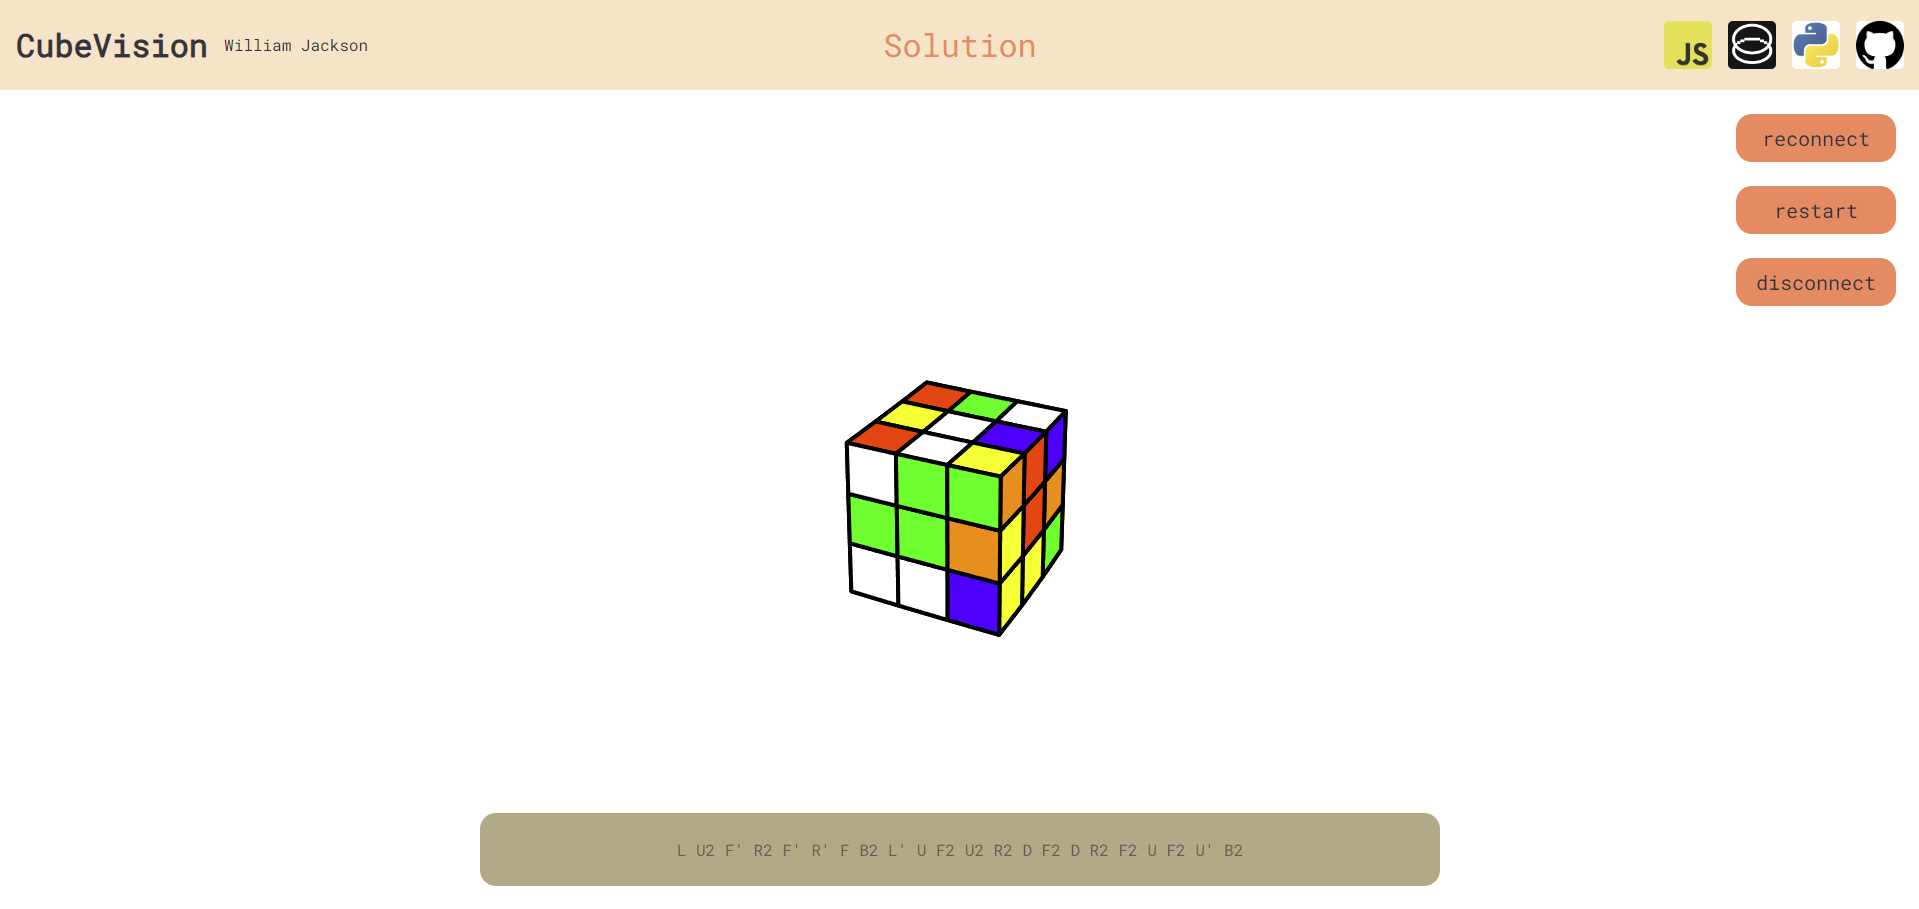 CubeVision William Jackson Solution JS
reconnect
restart
disconnect
L U2 F' R2 F' R' F B2 L' U F2 U2 R2 D F2 D R2 F2 U F2 U' B2